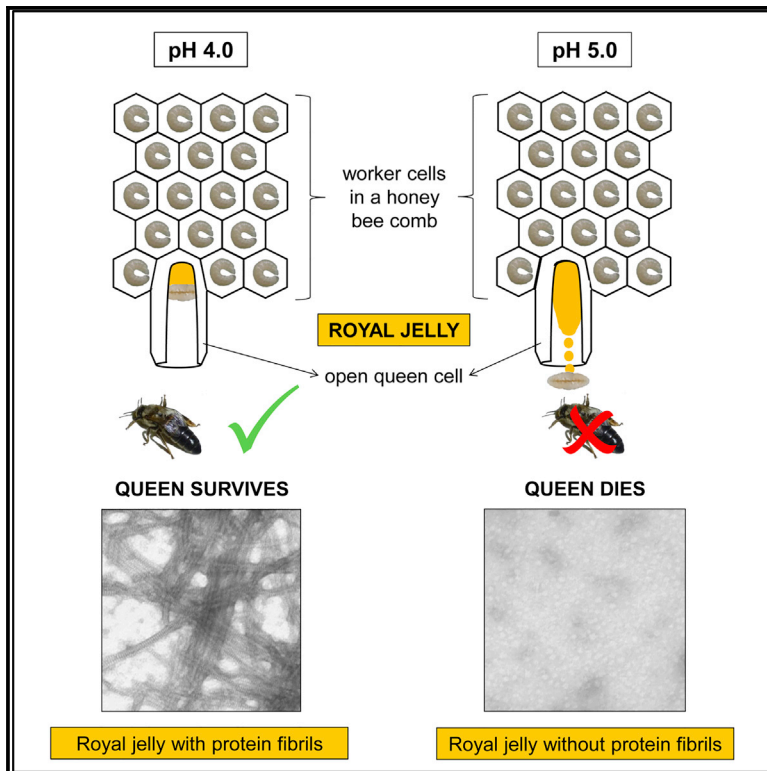 pH 4.0
pH 5.0
worker cells
in a honey
bee comb
ROYAL JELLY
open queen cell
QUEEN SURVIVES
QUEEN DIES
Royal jelly with protein fibrils
Royal jelly without protein fibrils